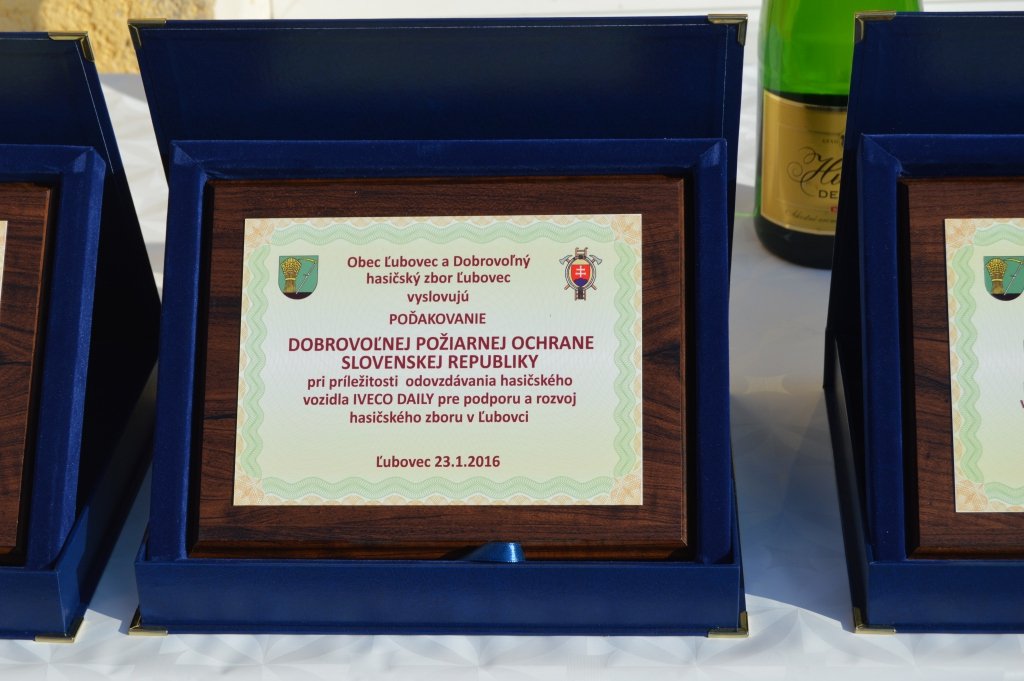 Obec Ľubovec a Dobrovoľný
hasičský zbor Ľubovec
vyslovujú
POĎAKOVANIE
DOBROVOĽNEJ POŽIARNEJ OCHRANE
SLOVENSKEJ REPUBLIKY
pri príležitosti odovzdávania hasičského
vozidla IVECO DAILY pre podporu a rozvoj
hasičského zboru v Ľubovci
Ľubovec 23.1.2016